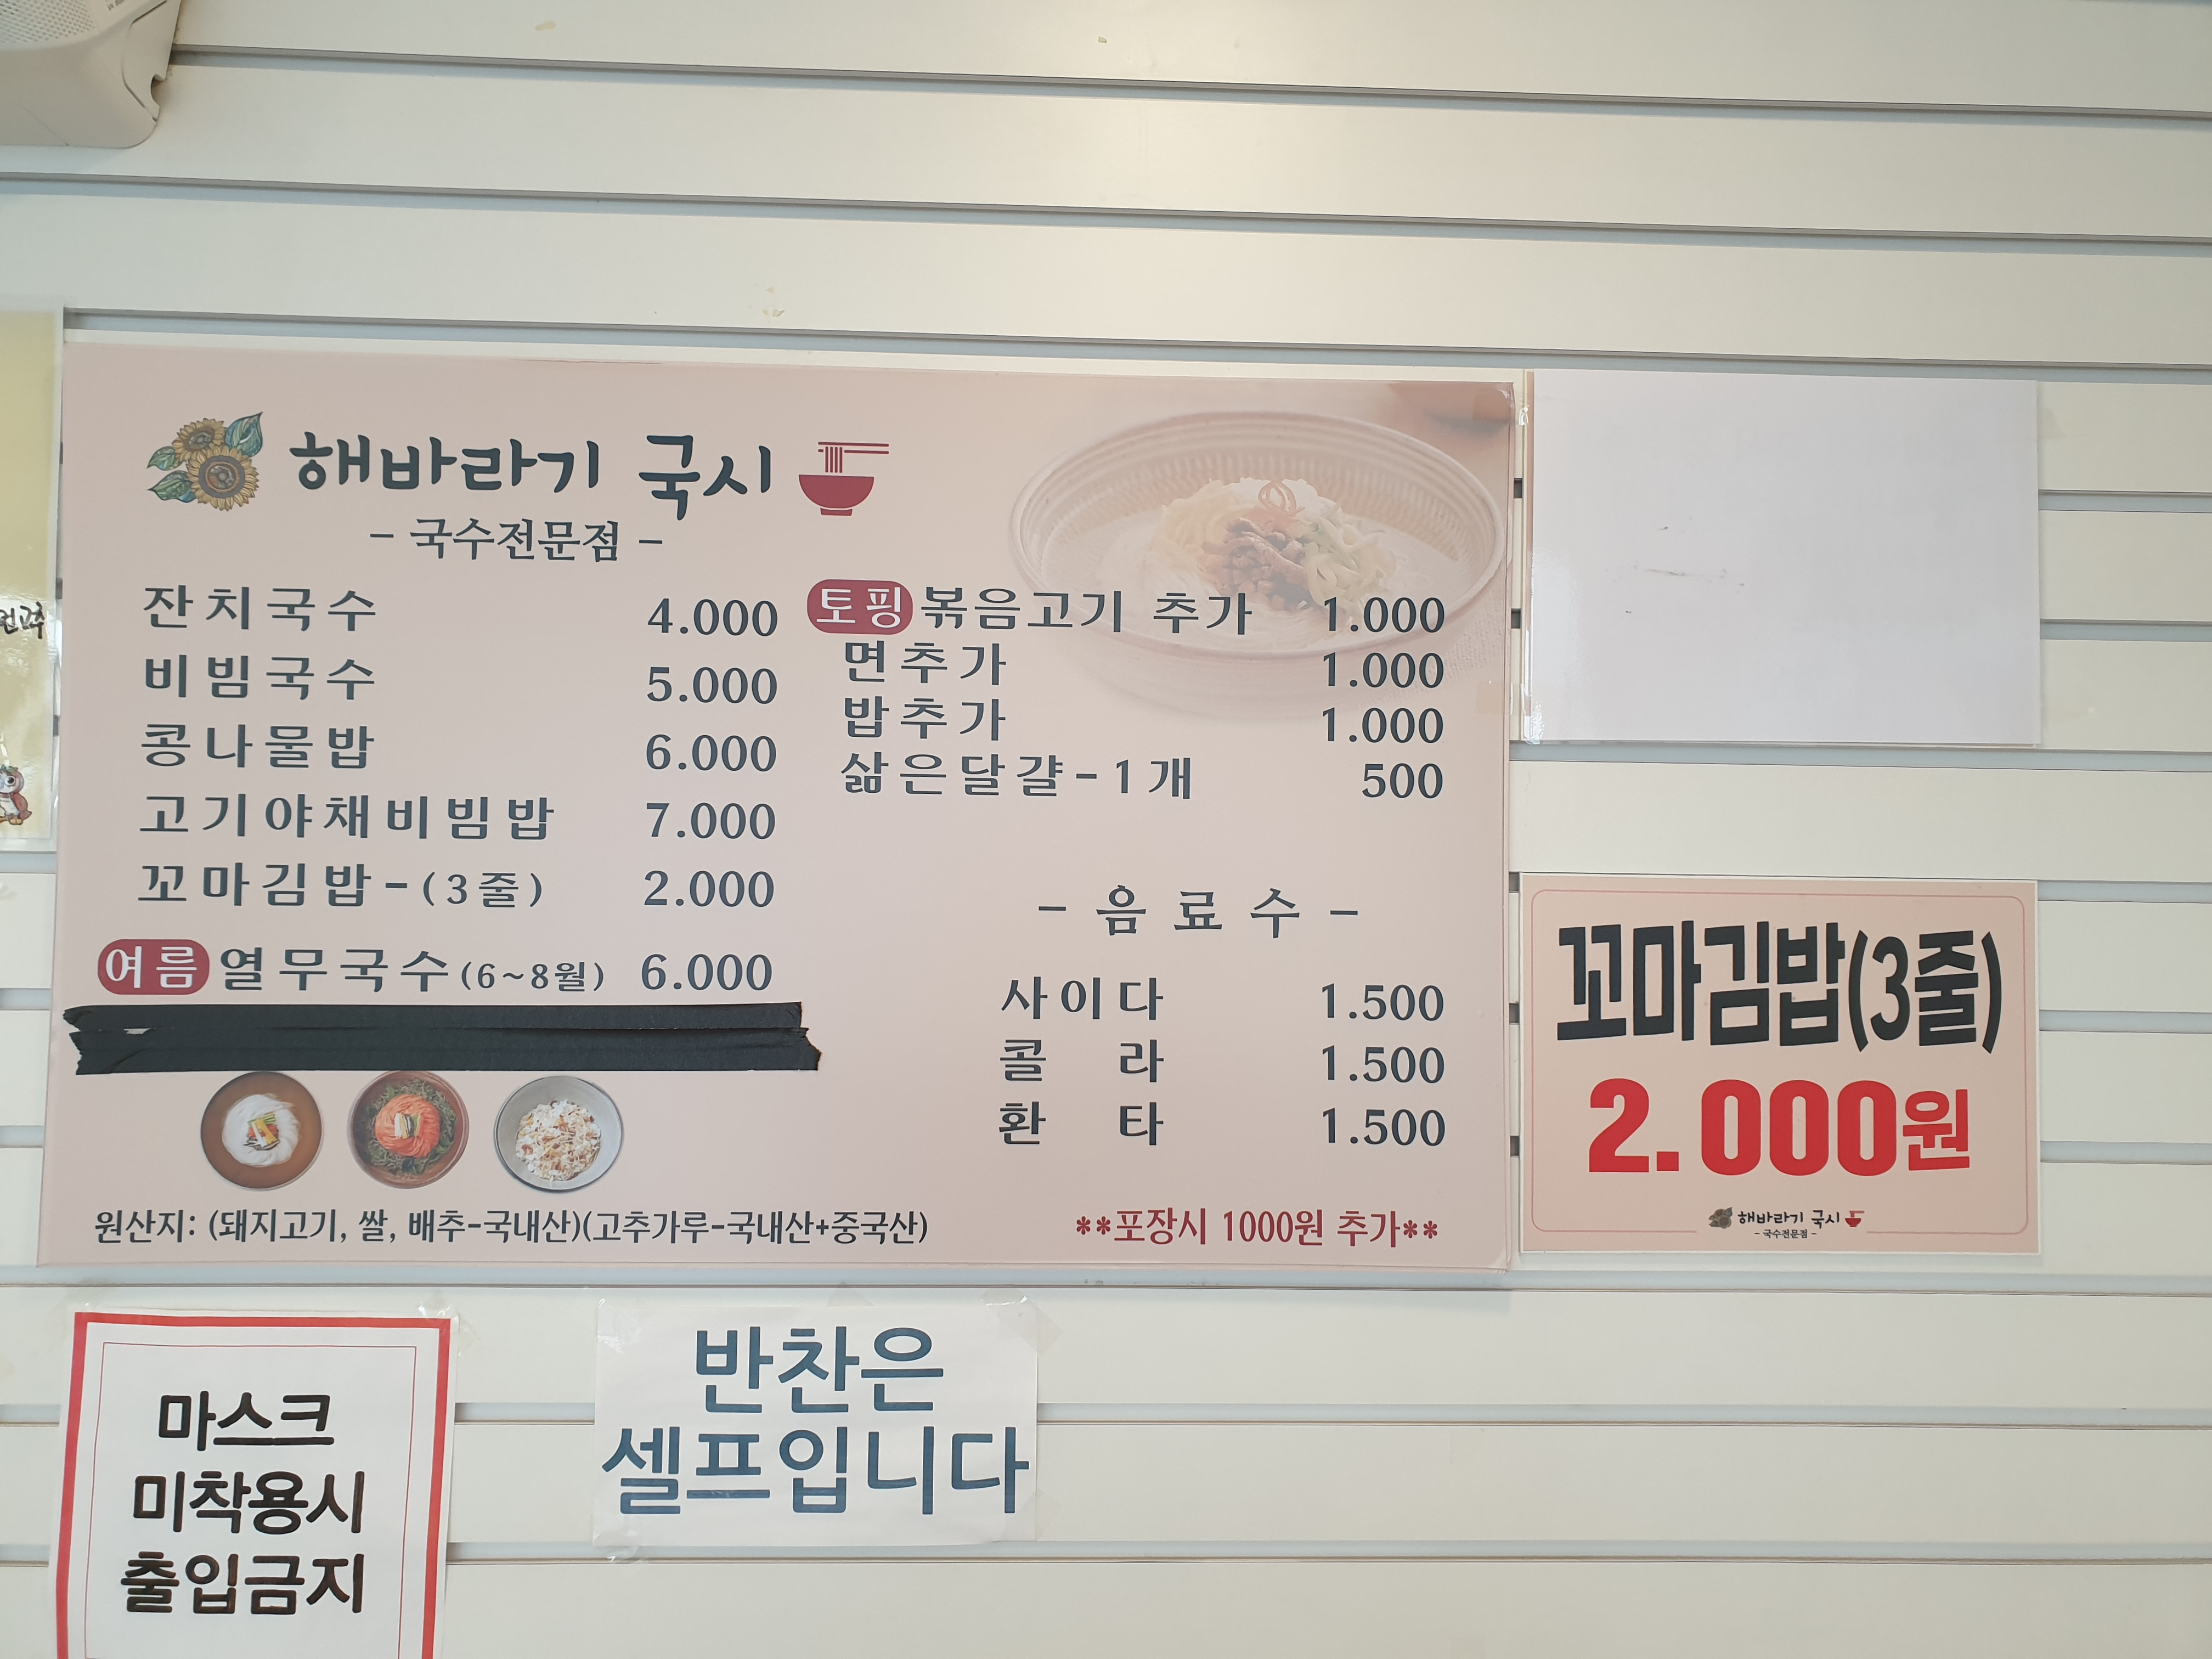 해바라기 국시
- 국수전문점 -
잔치국수 4.000
비빔국수 5.000
콩나물밥 6.000
고기야채비빔밥 7.000
꼬마김밥-(3줄) 2.000
여름 열무국수(6~8월) 6.000
토핑 볶음고기 추가 1.000
면추가 1.000
밥추가 1.000
삶은달걀-1개 500
- 음료수 -
사이다 1.500
콜라 1.500
환타 1.500
원산지: (돼지고기, 쌀, 배추-국내산)(고추가루-국내산+중국산)
**포장시 1000원 추가**
꼬마김밥(3줄)
2.000원
해바라기 국시
- 국수전문점 -
마스크
미착용시
출입금지
반찬은
셀프입니다